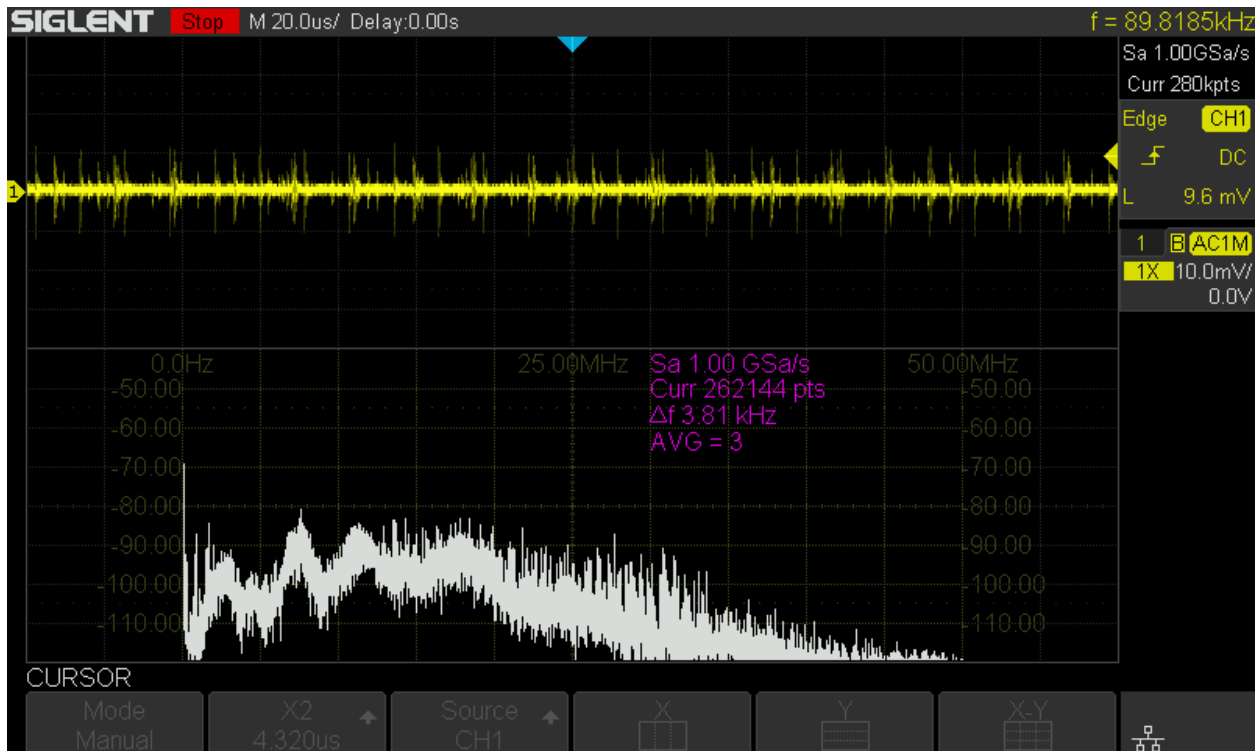 SIGLENT Stop M 20.0us/ Delay:0.00s f = 89.8185kHz
Sa 1.00GSa/s
Curr 280kpts
Edge CH1
DC
L 9.6 mV
1 B AC1M
1X 10.0mV/
0.0V
1
0.0Hz 25.00MHz 50.00MHz
Sa 1.00 GSa/s
Curr 262144 pts
Δf 3.81 kHz
AVG = 3
-50.00 -50.00
-60.00 -60.00
-70.00 -70.00
-80.00 -80.00
-90.00 -90.00
-100.00 -100.00
-110.00 -110.00
CURSOR
Mode X2 Source X Y X-Y
Manual 4.320us CH1